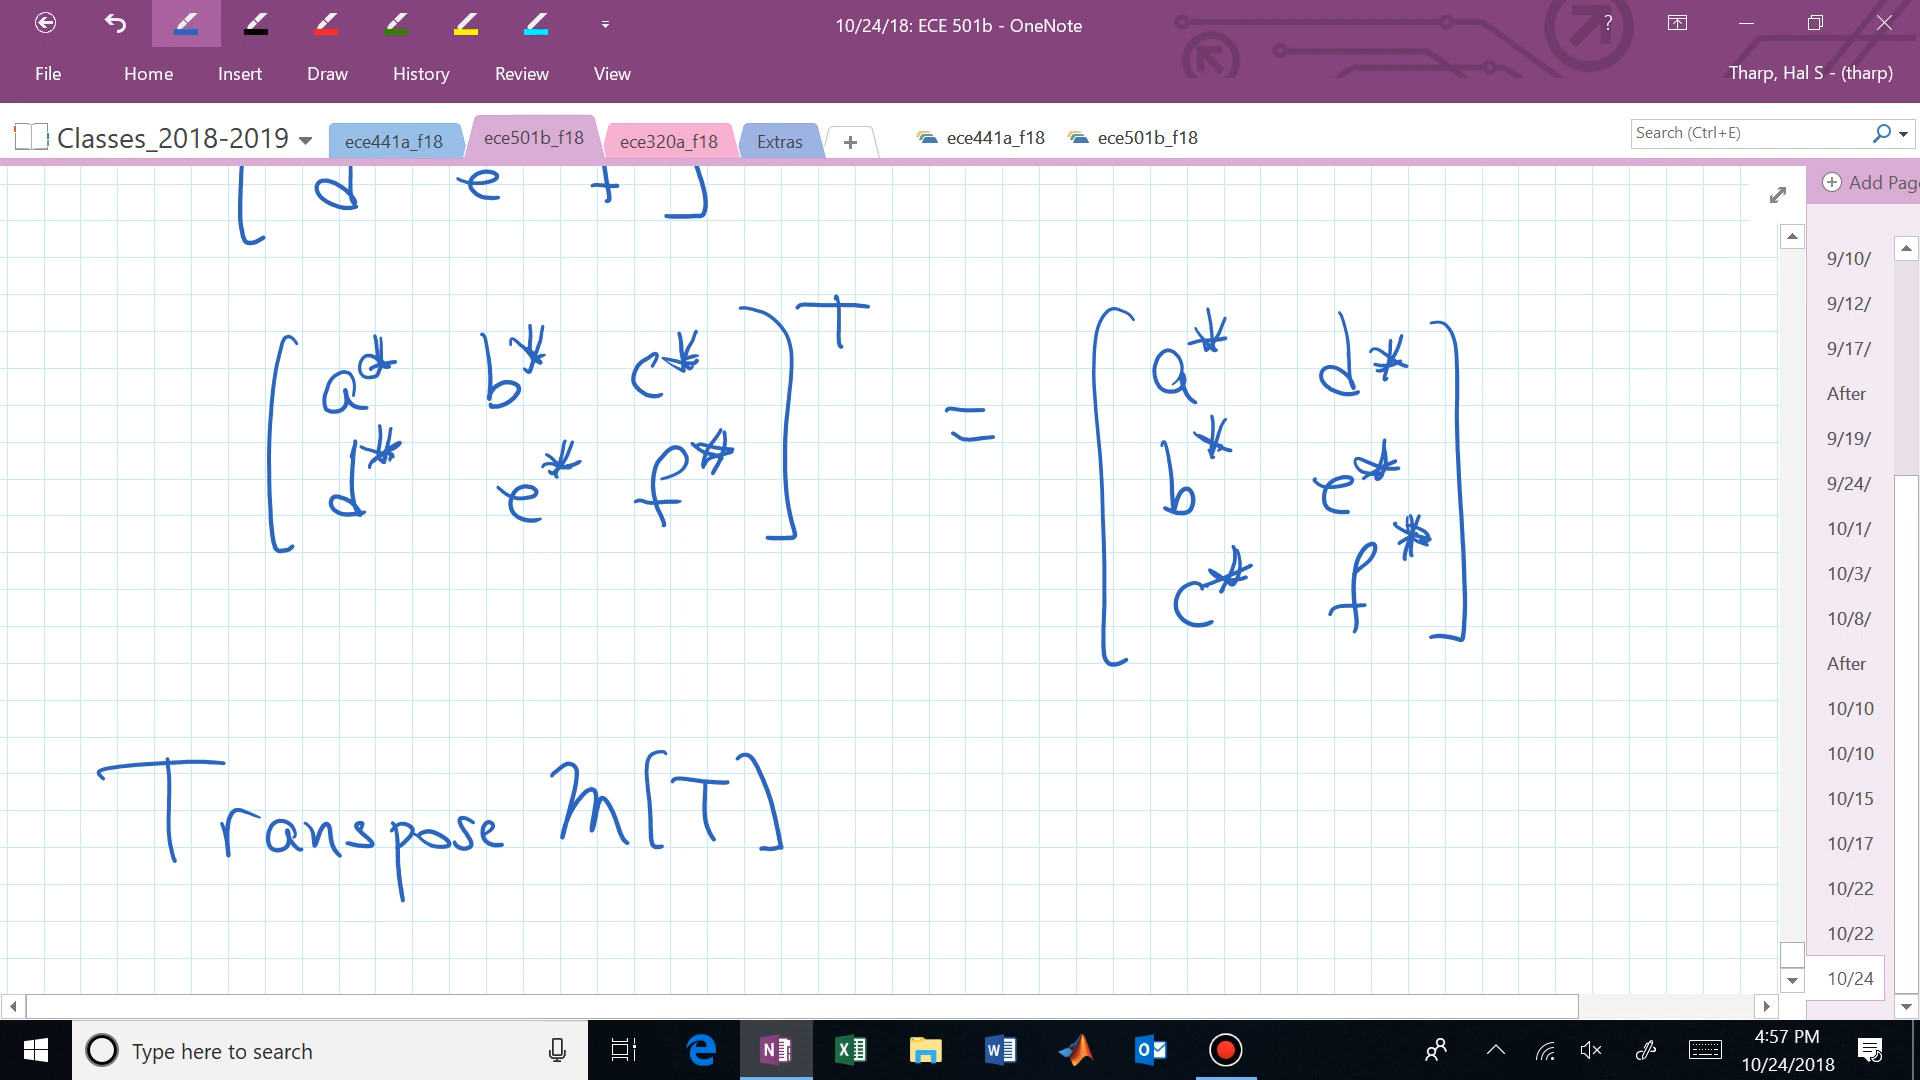 10/24/18: ECE 501b - OneNote
?
File Home Insert Draw History Review View
Tharp, Hal S - (tharp)
Classes_2018-2019 ece441a_f18 ece501b_f18 ece320a_f18 Extras + ece441a_f18 ece501b_f18
Search (Ctrl+E)
Add Pag
[ d e f ]
[ a* b* c* ] T = [ a* d* ]
[ d* e* f* ] [ b* e* ]
[ c* f* ]
Transpose M[T]
9/10/
9/12/
9/17/
After
9/19/
9/24/
10/1/
10/3/
10/8/
After
10/10
10/10
10/15
10/17
10/22
10/22
10/24
Type here to search
4:57 PM
10/24/2018